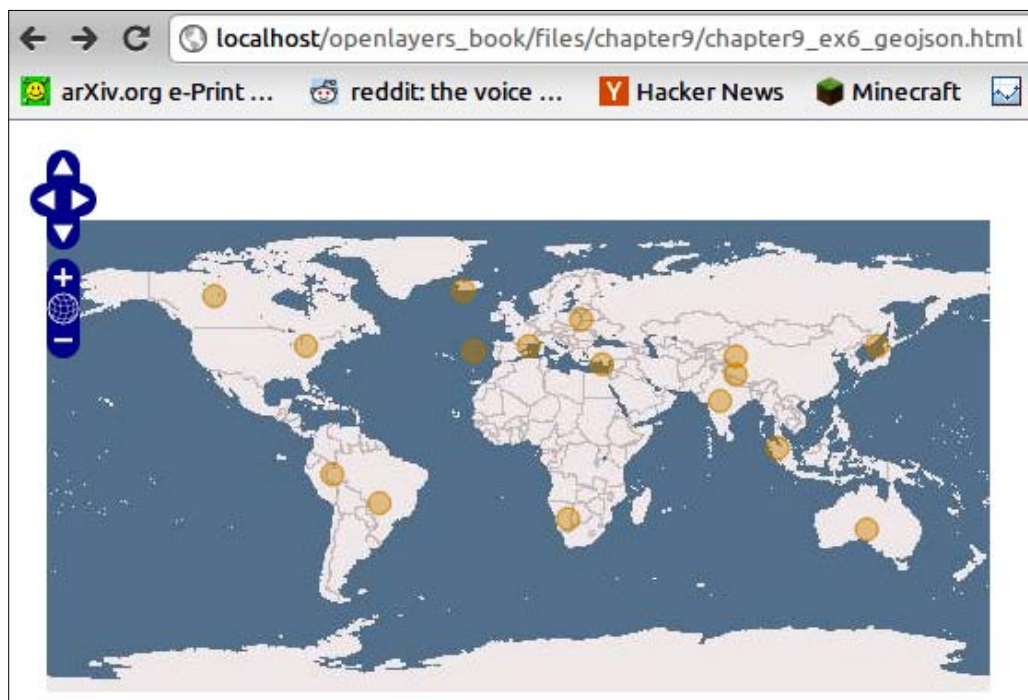 localhost/openlayers_book/files/chapter9/chapter9_ex6_geojson.html
arXiv.org e-Print ... reddit: the voice ... Y Hacker News Minecraft